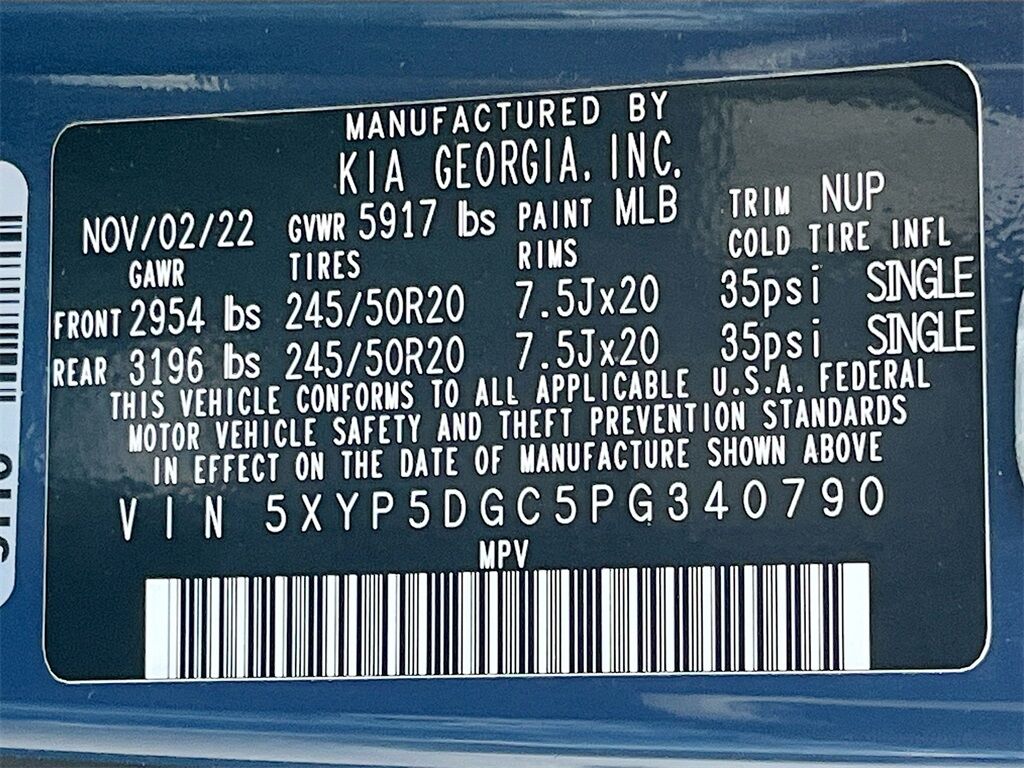 MANUFACTURED BY
KIA GEORGIA, INC.
NOV/02/22 GVWR 5917 lbs PAINT MLB TRIM NUP
GAWR TIRES RIMS COLD TIRE INFL
FRONT 2954 lbs 245/50R20 7.5Jx20 35psi SINGLE
REAR 3196 lbs 245/50R20 7.5Jx20 35psi SINGLE
THIS VEHICLE CONFORMS TO ALL APPLICABLE U.S.A. FEDERAL
MOTOR VEHICLE SAFETY AND THEFT PREVENTION STANDARDS
IN EFFECT ON THE DATE OF MANUFACTURE SHOWN ABOVE
VIN 5XYP5DGC5PG340790
MPV